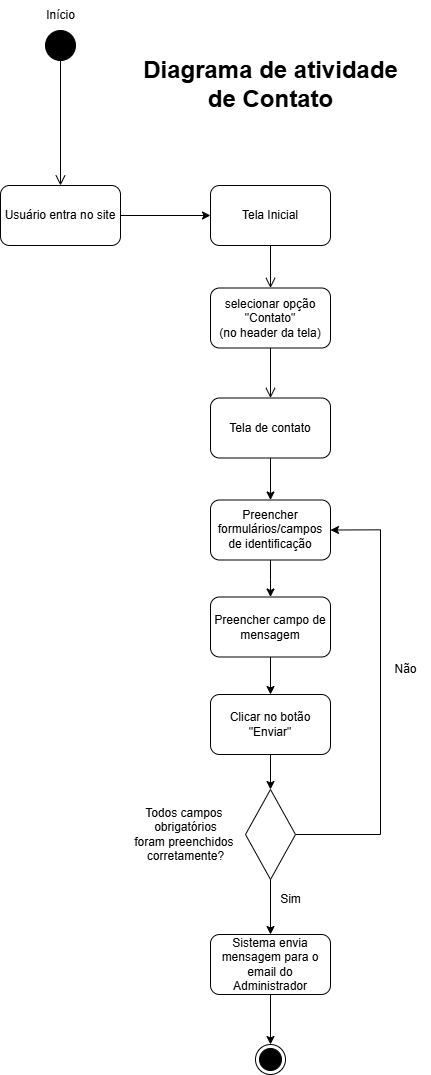 Início
Diagrama de atividade
de Contato
Usuário entra no site
Tela Inicial
selecionar opção
"Contato"
(no header da tela)
Tela de contato
Preencher
formulários/campos
de identificação
Preencher campo de
mensagem
Clicar no botão
"Enviar"
Não
Todos campos
obrigatórios
foram preenchidos
corretamente?
Sim
Sistema envia
mensagem para o
email do
Administrador